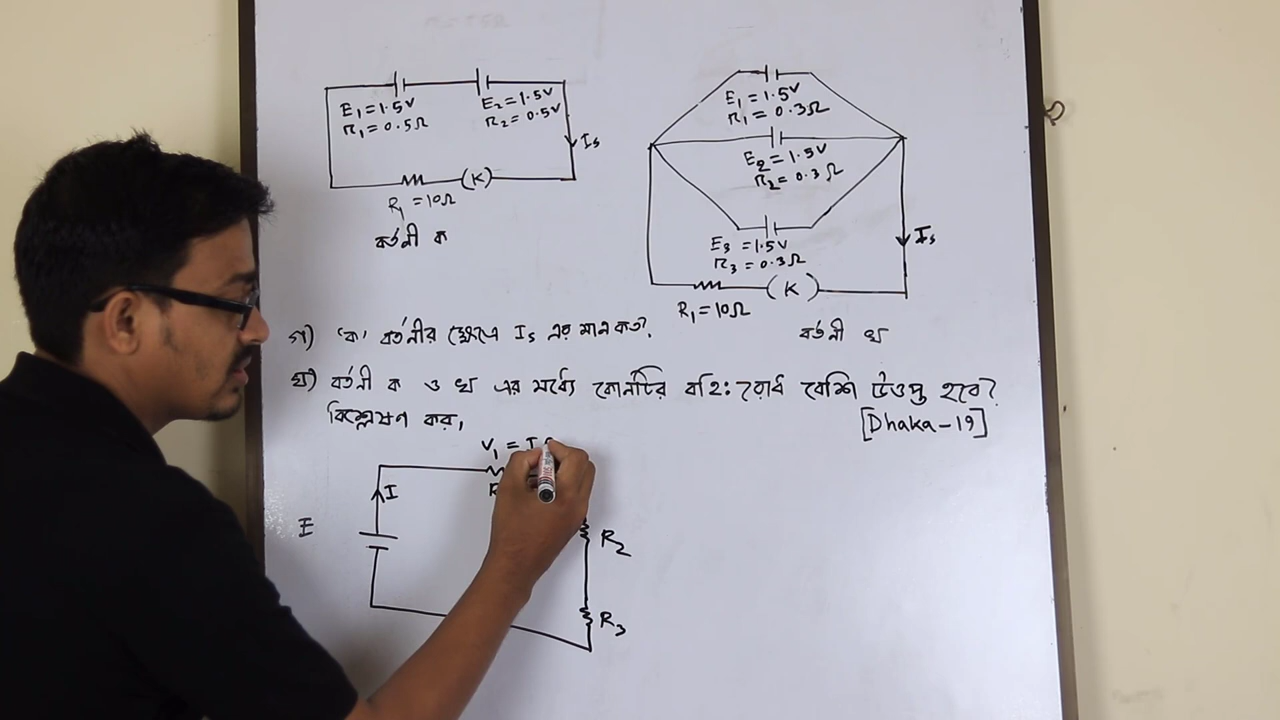 E₁ = 1.5V
R₁ = 0.5Ω
E₂ = 1.5V
R₂ = 0.5V
Is
(K)
R₁ = 10Ω
বর্তনী ক
E₁ = 1.5V
R₁ = 0.3Ω
E₂ = 1.5V
R₂ = 0.3Ω
E₃ = 1.5V
R₃ = 0.3Ω
Is
(K)
R₁ = 10Ω
বর্তনী খ
গ) 'ক' বর্তনীর ক্ষেত্রে Is এর মান কত?
ঘ) বর্তনী ক ও খ এর মধ্যে কোনটির বহিঃরোধ বেশি উত্তপ্ত হবে?
বিশ্লেষণ কর,
[Dhaka-19]
V₁ = I
I
E
R₂
R₃